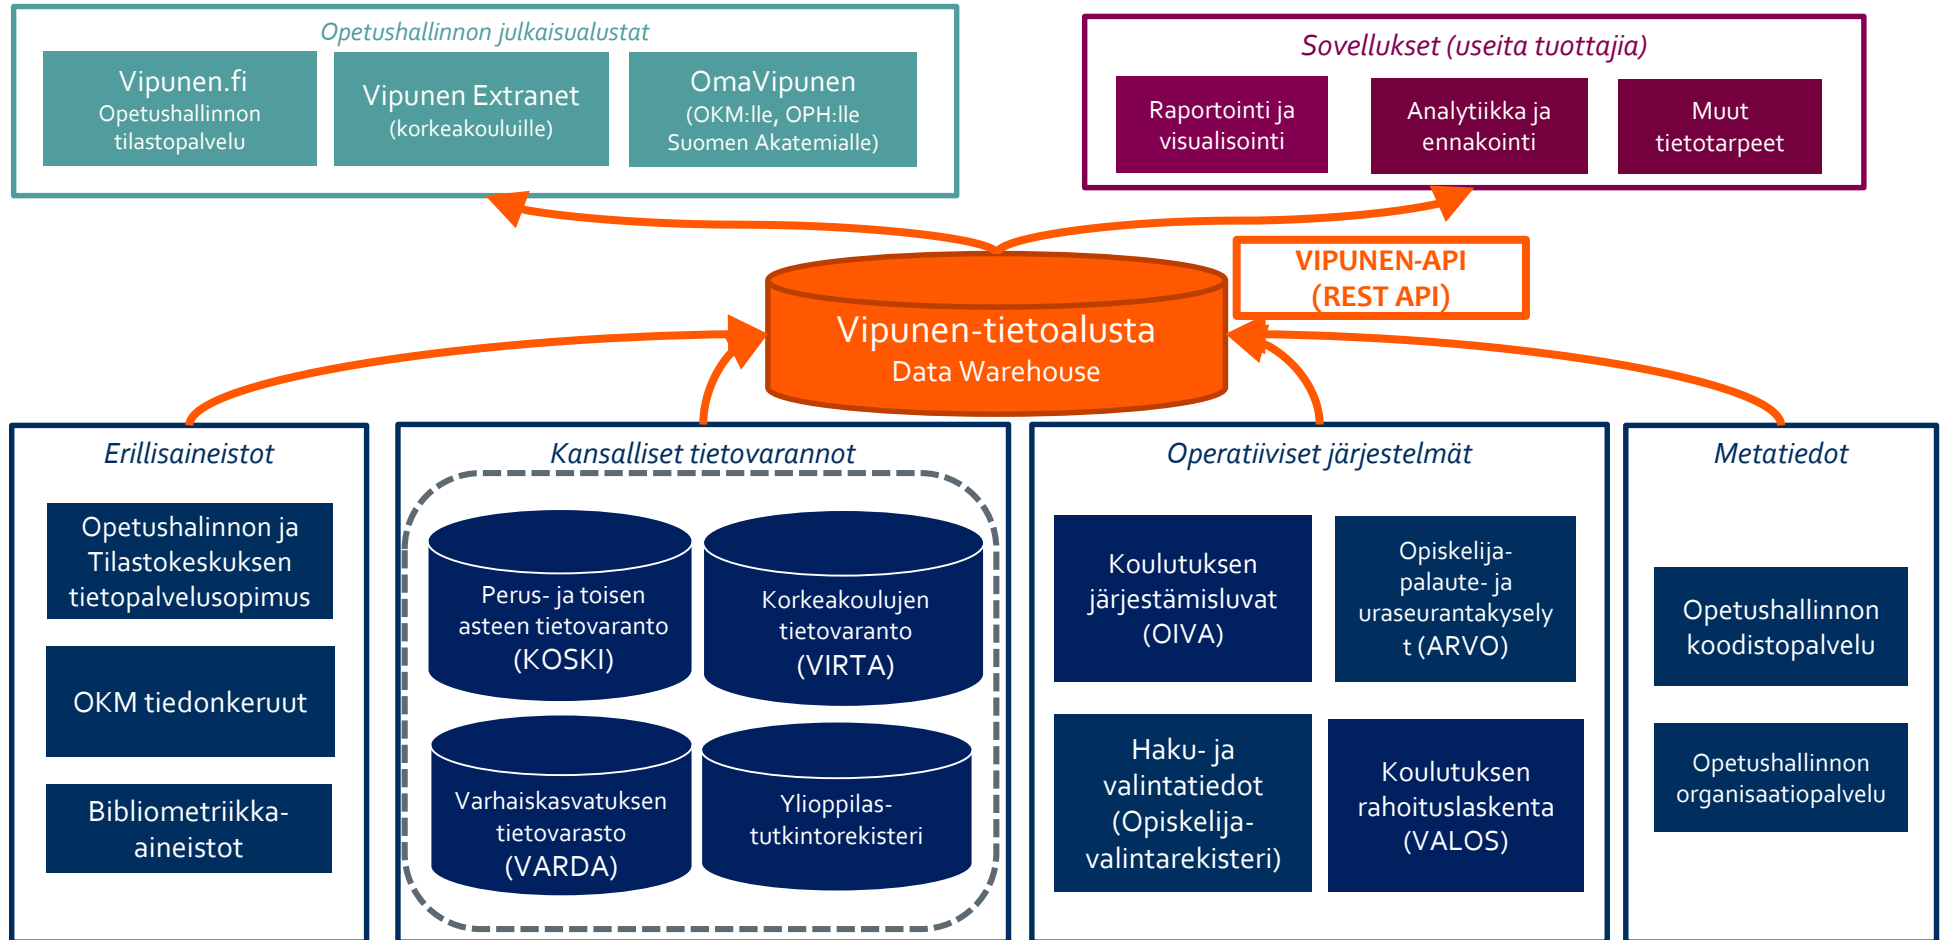 Opetushallinnon julkaisualustat
Vipunen.fi
Opetushallinnon
tilastopalvelu
Vipunen Extranet
(korkeakouluille)
OmaVipunen
(OKM:lle, OPH:lle
Suomen Akatemialle)
Sovellukset (useita tuottajia)
Raportointi ja
visualisointi
Analytiikka ja
ennakointi
Muut
tietotarpeet
VIPUNEN-API
(REST API)
Vipunen-tietoalusta
Data Warehouse
Erillisaineistot
Opetushalinnon ja
Tilastokeskuksen
tietopalvelusopimus
OKM tiedonkeruut
Bibliometriikka-
aineistot
Kansalliset tietovarannot
Perus- ja toisen
asteen tietovaranto
(KOSKI)
Korkeakoulujen
tietovaranto
(VIRTA)
Varhaiskasvatuksen
tietovarasto
(VARDA)
Ylioppilas-
tutkintorekisteri
Operatiiviset järjestelmät
Koulutuksen
järjestämisluvat
(OIVA)
Opiskelija-
palaute- ja
uraseurantakysely
t (ARVO)
Haku- ja
valintatiedot
(Opiskelija-
valintarekisteri)
Koulutuksen
rahoituslaskenta
(VALOS)
Metatiedot
Opetushallinnon
koodistopalvelu
Opetushallinnon
organisaatiopalvelu